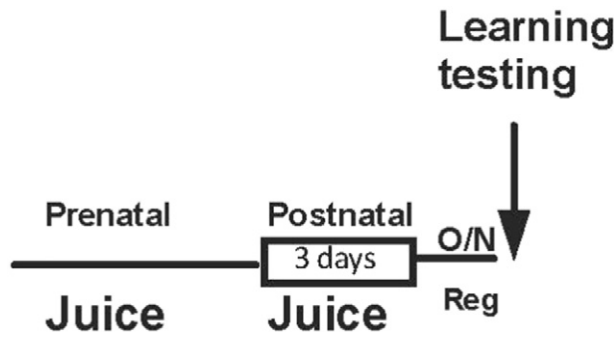 Learning
testing
Prenatal
Postnatal
O/N
3 days
Juice
Juice
Reg